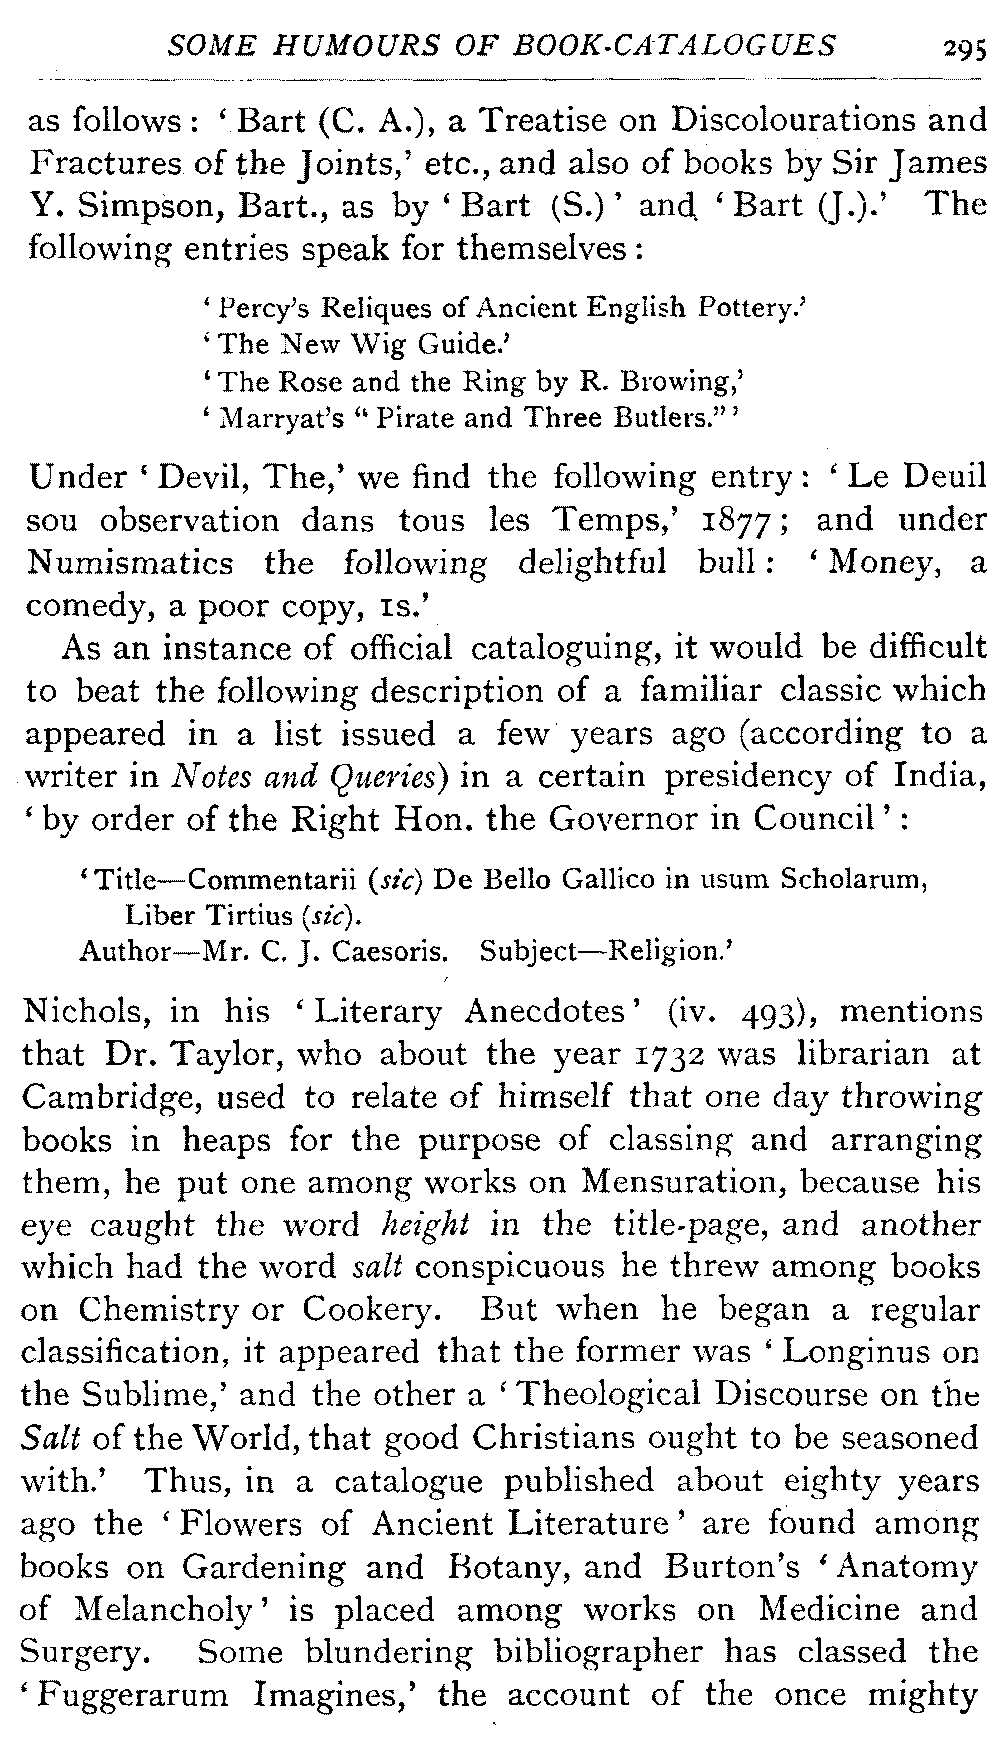 SOME HUMOURS OF BOOK-CATALOGUES 295
as follows : ‘ Bart (C. A.), a Treatise on Discolourations and
Fractures of the Joints,’ etc., and also of books by Sir James
Y. Simpson, Bart., as by ‘ Bart (S.) ’ and ‘ Bart (J.).’ The
following entries speak for themselves :
‘ Percy’s Reliques of Ancient English Pottery.’
‘ The New Wig Guide.’
‘ The Rose and the Ring by R. Browing,’
‘ Marryat’s “ Pirate and Three Butlers.” ’
Under ‘ Devil, The,’ we find the following entry : ‘ Le Deuil
sou observation dans tous les Temps,’ 1877 ; and under
Numismatics the following delightful bull : ‘ Money, a
comedy, a poor copy, 1s.’
As an instance of official cataloguing, it would be difficult
to beat the following description of a familiar classic which
appeared in a list issued a few years ago (according to a
writer in Notes and Queries) in a certain presidency of India,
‘ by order of the Right Hon. the Governor in Council ’ :
‘ Title—Commentarii (sic) De Bello Gallico in usum Scholarum,
Liber Tirtius (sic).
Author—Mr. C. J. Caesoris. Subject—Religion.’
Nichols, in his ‘ Literary Anecdotes ’ (iv. 493), mentions
that Dr. Taylor, who about the year 1732 was librarian at
Cambridge, used to relate of himself that one day throwing
books in heaps for the purpose of classing and arranging
them, he put one among works on Mensuration, because his
eye caught the word height in the title-page, and another
which had the word salt conspicuous he threw among books
on Chemistry or Cookery. But when he began a regular
classification, it appeared that the former was ‘ Longinus on
the Sublime,’ and the other a ‘ Theological Discourse on the
Salt of the World, that good Christians ought to be seasoned
with.’ Thus, in a catalogue published about eighty years
ago the ‘ Flowers of Ancient Literature ’ are found among
books on Gardening and Botany, and Burton’s ‘ Anatomy
of Melancholy ’ is placed among works on Medicine and
Surgery. Some blundering bibliographer has classed the
‘ Fuggerarum Imagines,’ the account of the once mighty